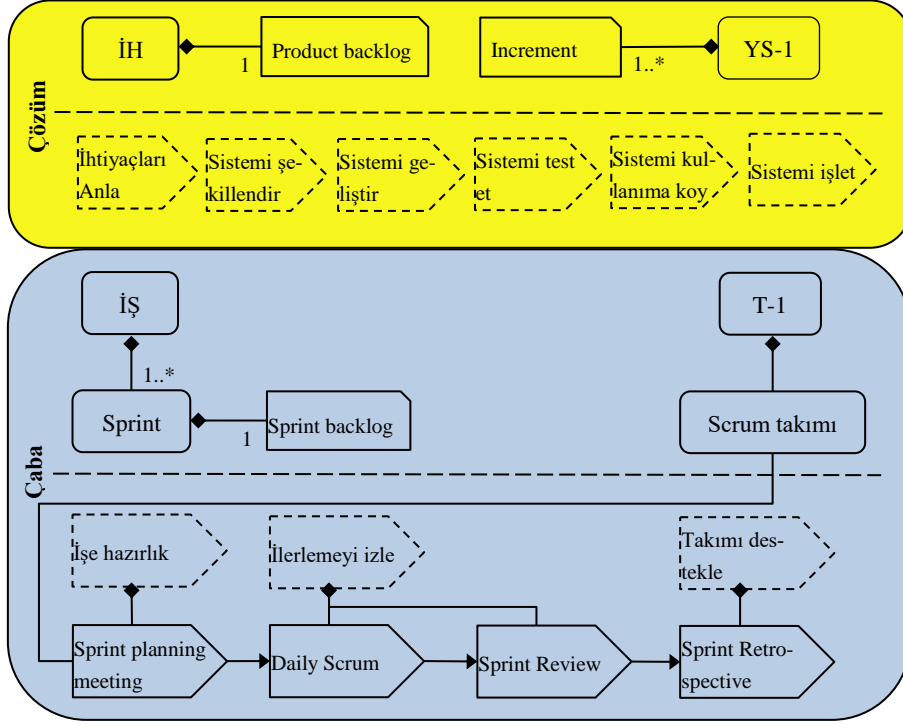 Çözüm
İH
1
Product backlog
Increment
1..*
YS-1
İhtiyaçları
Anla
Sistemi şe-
killendir
Sistemi ge-
liştir
Sistemi test
et
Sistemi kul-
lanıma koy
Sistemi işlet
Çaba
İŞ
T-1
1..*
Sprint
1
Sprint backlog
Scrum takımı
İşe hazırlık
İlerlemeyi izle
Takımı des-
tekle
Sprint planning
meeting
Daily Scrum
Sprint Review
Sprint Retro-
spective